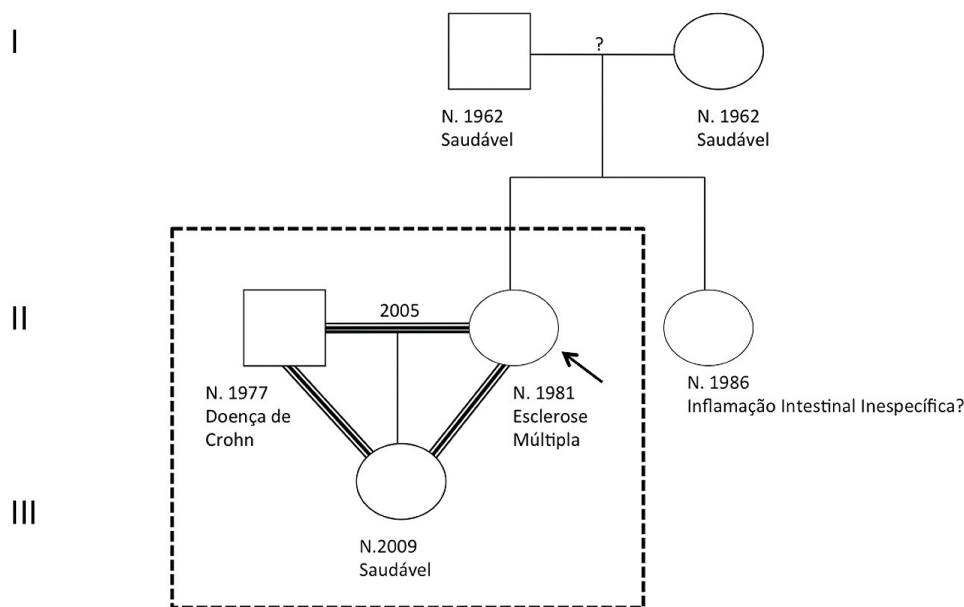 I
?
N. 1962
Saudável
N. 1962
Saudável
II
2005
N. 1977
Doença de
Crohn
N. 1981
Esclerose
Múltipla
N. 1986
Inflamação Intestinal Inespecífica?
III
N.2009
Saudável